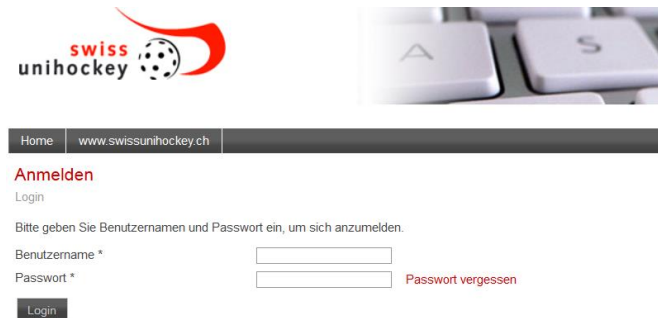 swiss
unihockey
A
S
Home
www.swissunihockey.ch
Anmelden
Login
Bitte geben Sie Benutzernamen und Passwort ein, um sich anzumelden.
Benutzername *
Passwort *
Passwort vergessen
Login